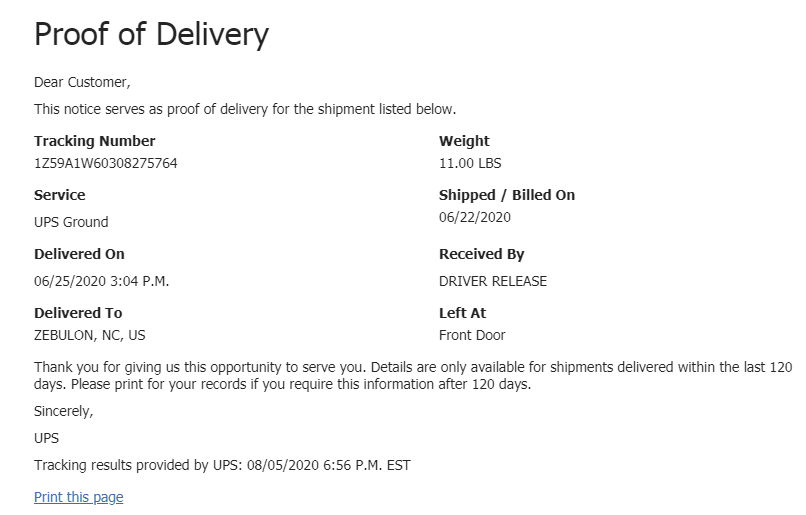 Proof of Delivery
Dear Customer,
This notice serves as proof of delivery for the shipment listed below.
Tracking Number
1Z59A1W60308275764
Weight
11.00 LBS
Service
UPS Ground
Shipped / Billed On
06/22/2020
Delivered On
06/25/2020 3:04 P.M.
Received By
DRIVER RELEASE
Delivered To
ZEBULON, NC, US
Left At
Front Door
Thank you for giving us this opportunity to serve you. Details are only available for shipments delivered within the last 120
days. Please print for your records if you require this information after 120 days.
Sincerely,
UPS
Tracking results provided by UPS: 08/05/2020 6:56 P.M. EST
Print this page